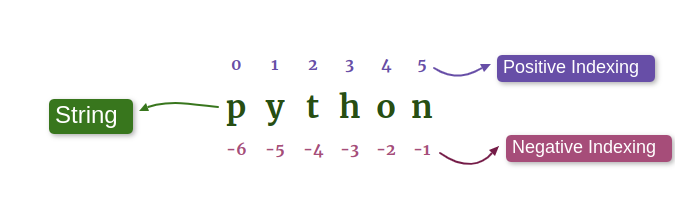 0 1 2 3 4 5
Positive Indexing
String
p y t h o n
-6 -5 -4 -3 -2 -1
Negative Indexing